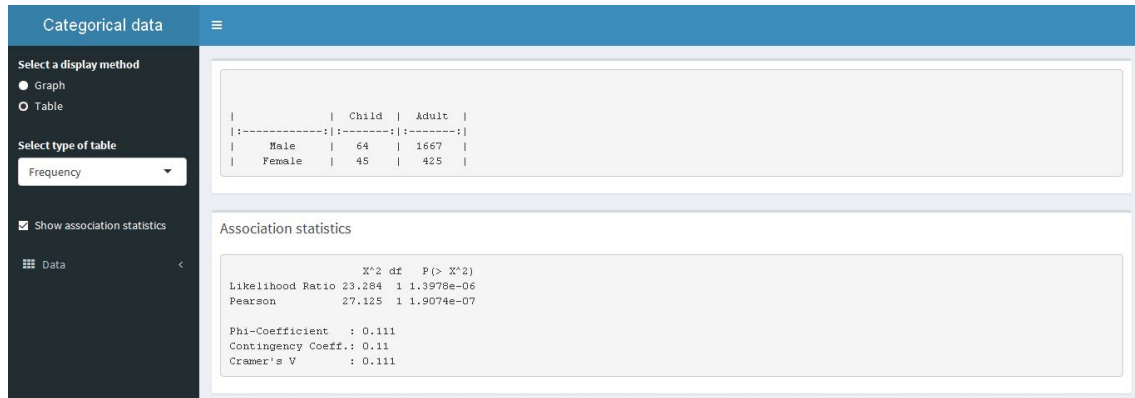 Categorical data
Select a display method
Graph
Table
Select type of table
Frequency
Show association statistics
Data
|             | Child | Adult |
|:-----------:|:-----:|:-----:|
| Male | 64 | 1667 |
| Female | 45 | 425 |
Association statistics
X^2 df P(> X^2)
Likelihood Ratio 23.284 1 1.3978e-06
Pearson 27.125 1 1.9074e-07
Phi-Coefficient : 0.111
Contingency Coeff.: 0.11
Cramer's V : 0.111